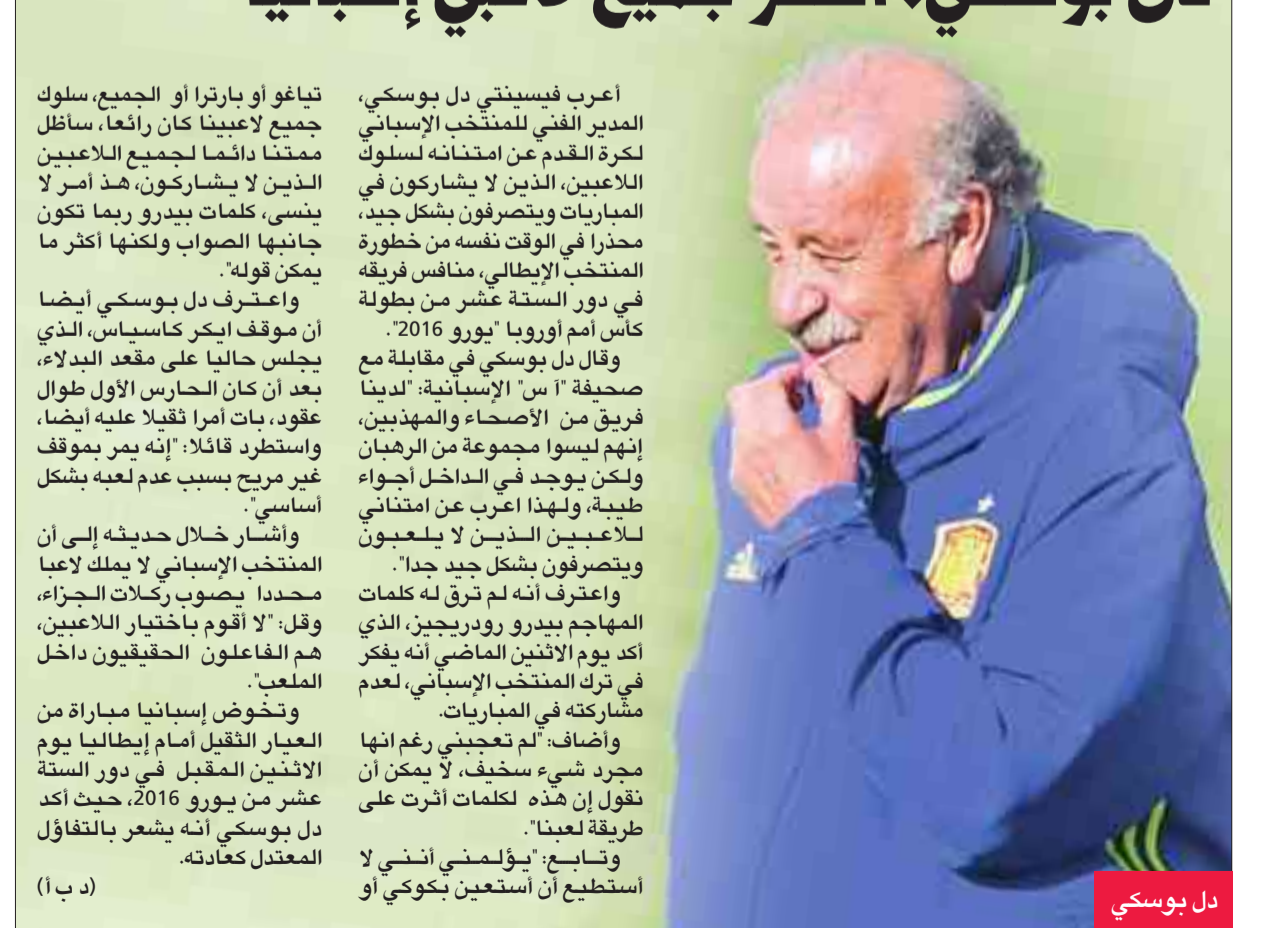 دل بوسكي: أشكر جميع لاعبي إسبانيا
أعرب فيسينتي دل بوسكي،
المدير الفني للمنتخب الإسباني
لكرة القدم عن امتنانه لسلوك
اللاعبين، الذين لا يشاركون في
المباريات ويتصرفون بشكل جيد،
محذرا في الوقت نفسه من خطورة
المنتخب الإيطالي، منافس فريقه
في دور الستة عشر من بطولة
كأس أمم أوروبا "يورو 2016".
وقال دل بوسكي في مقابلة مع
صحيفة "آ س" الإسبانية: "لدينا
فريق من الأصحاء والمهذبين،
إنهم ليسوا مجموعة من الرهبان
ولكن يوجد في الداخل أجواء
طيبة، ولهذا اعرب عن امتناني
للاعبين الذين لا يلعبون
ويتصرفون بشكل جيد جدا".
واعترف أنه لم ترق له كلمات
المهاجم بيدرو رودريجيز، الذي
أكد يوم الاثنين الماضي أنه يفكر
في ترك المنتخب الإسباني، لعدم
مشاركته في المباريات.
وأضاف: "لم تعجبني رغم انها
مجرد شيء سخيف، لا يمكن أن
نقول إن هذه لكلمات أثرت على
طريقة لعبنا".
وتابع: "يؤلمني أنني لا
أستطيع أن أستعين بكوكي أو
تياغو أو بارترا أو الجميع، سلوك
جميع لاعبينا كان رائعا، سأظل
ممتنا دائما لجميع اللاعبين
الذين لا يشاركون، هذ أمر لا
ينسى، كلمات بيدرو ربما تكون
جانبها الصواب ولكنها أكثر ما
يمكن قوله".
واعترف دل بوسكي أيضا
أن موقف ايكر كاسياس، الذي
يجلس حاليا على مقعد البدلاء،
بعد أن كان الحارس الأول طوال
عقود، بات أمرا ثقيلا عليه أيضا،
واستطرد قائلا: "إنه يمر بموقف
غير مريح بسبب عدم لعبه بشكل
أساسي".
وأشار خلال حديثه إلى أن
المنتخب الإسباني لا يملك لاعبا
محددا يصوب ركلات الجزاء،
وقل: "لا أقوم باختيار اللاعبين،
هم الفاعلون الحقيقيون داخل
الملعب".
وتخوض إسبانيا مباراة من
العيار الثقيل أمام إيطاليا يوم
الاثنين المقبل في دور الستة
عشر من يورو 2016، حيث أكد
دل بوسكي أنه يشعر بالتفاؤل
المعتدل كعادته.
(د ب أ)
دل بوسكي